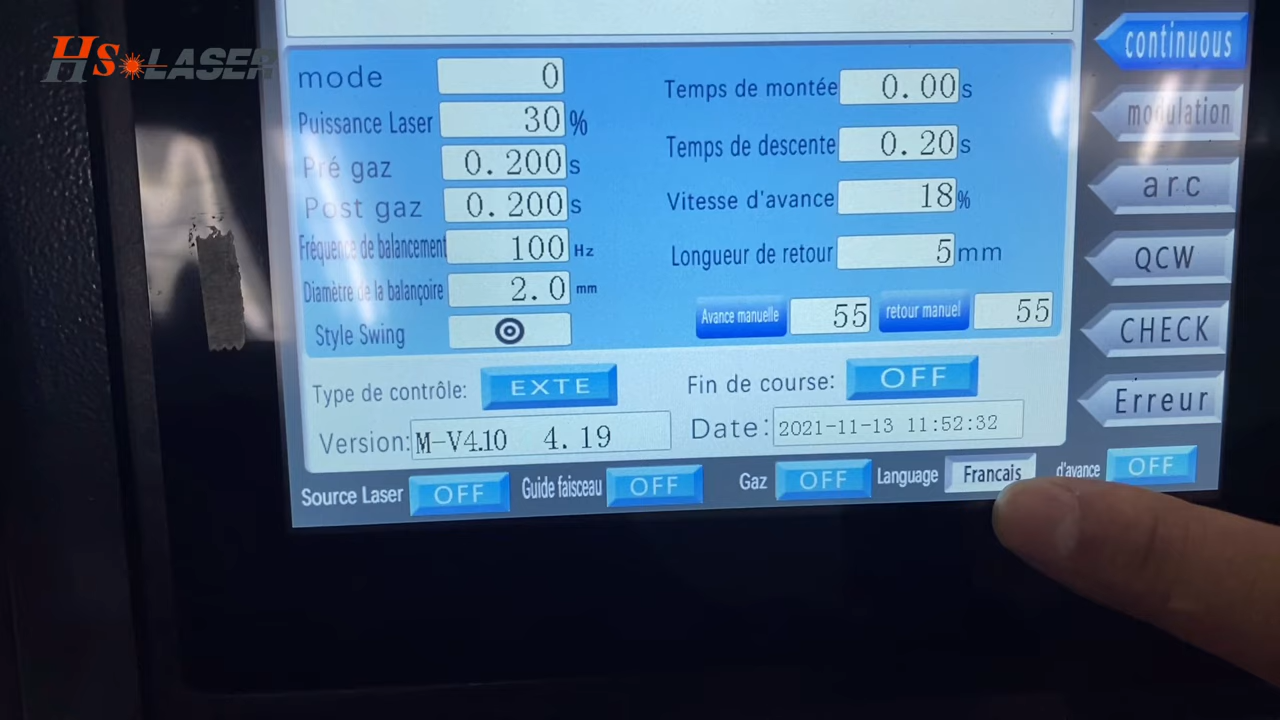 HS LASER
continuous
mode 0
Temps de montée 0.00 s
Puissance Laser 30 %
modulation
Pré gaz 0.200 s
Temps de descente 0.20 s
Post gaz 0.200 s
Vitesse d'avance 18 %
arc
Fréquence de balancement 100 Hz
Longueur de retour 5 mm
QCW
Diamètre de la balançoire 2.0 mm
Avance manuelle 55 retour manuel 55
Style Swing
CHECK
Type de contrôle: EXTE
Fin de course: OFF
Erreur
Version: M-V4.10 4.19
Date: 2021-11-13 11:52:32
Source Laser OFF Guide faisceau OFF Gaz OFF Language Francais d'avance OFF